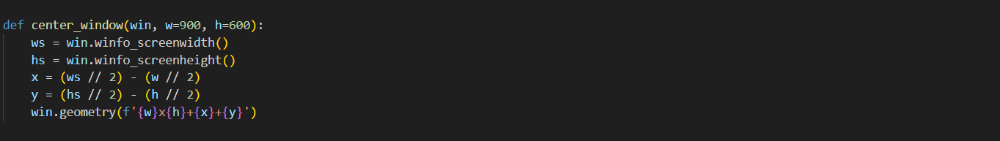 def center_window(win, w=900, h=600):
    ws = win.winfo_screenwidth()
    hs = win.winfo_screenheight()
    x = (ws // 2) - (w // 2)
    y = (hs // 2) - (h // 2)
    win.geometry(f'{w}x{h}+{x}+{y}')